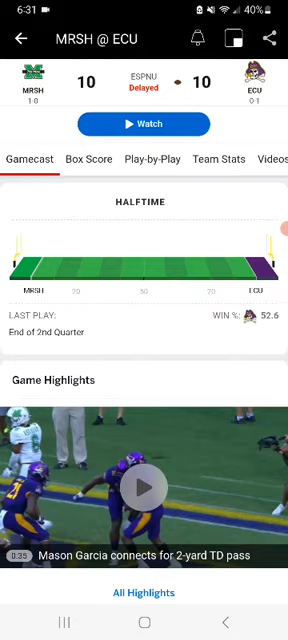 6:31
40%
MRSH @ ECU
MRSH
1-0
10
ESPNU
Delayed
10
ECU
0-1
Watch
Gamecast Box Score Play-by-Play Team Stats Videos
HALFTIME
MRSH 20 50 20 ECU
LAST PLAY:
WIN %: 52.6
End of 2nd Quarter
Game Highlights
25
0:35 Mason Garcia connects for 2-yard TD pass
All Highlights